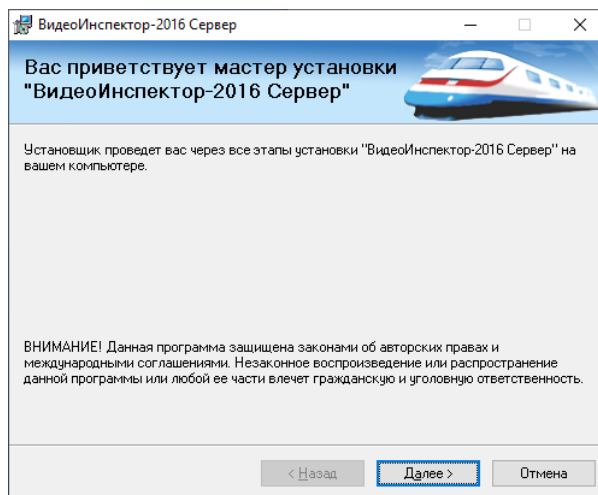 ВидеоИнспектор-2016 Сервер
Вас приветствует мастер установки
"ВидеоИнспектор-2016 Сервер"
Установщик проведет вас через все этапы установки "ВидеоИнспектор-2016 Сервер" на
вашем компьютере.
ВНИМАНИЕ! Данная программа защищена законами об авторских правах и
международными соглашениями. Незаконное воспроизведение или распространение
данной программы или любой ее части влечет гражданскую и уголовную ответственность.
< Назад
Далее >
Отмена